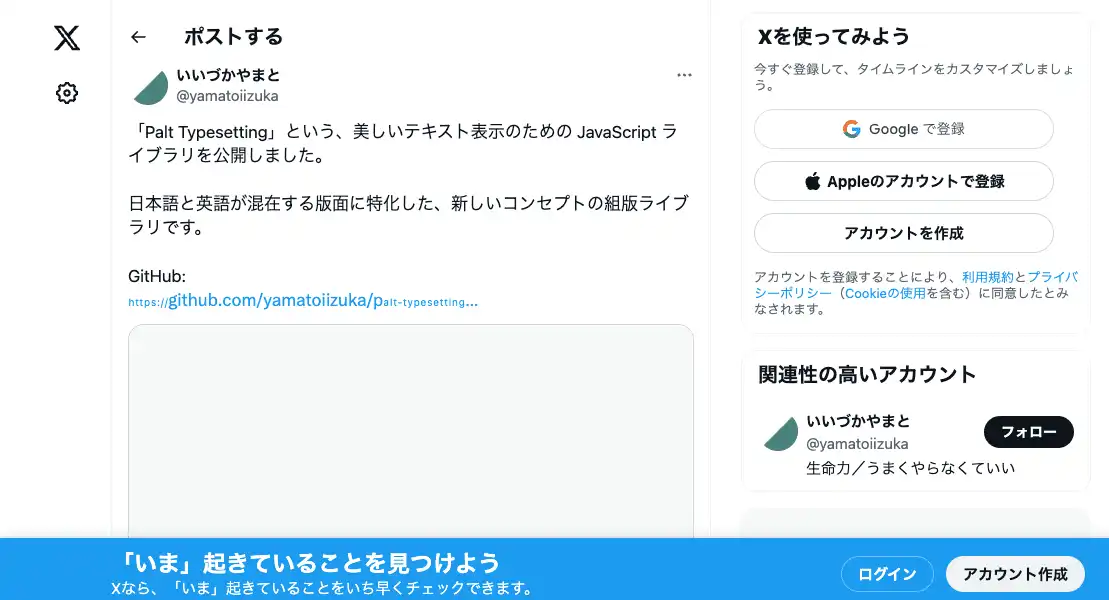 ポストする
いいづかやまと
@yamatoiizuka
「Palt Typesetting」という、美しいテキスト表示のための JavaScript ラ
イブラリを公開しました。
日本語と英語が混在する版面に特化した、新しいコンセプトの組版ライブ
ラリです。
GitHub:
https://github.com/yamatoiizuka/palt-typesetting…
Xを使ってみよう
今すぐ登録して、タイムラインをカスタマイズしましょ
う。
Google で登録
Appleのアカウントで登録
アカウントを作成
アカウントを登録することにより、利用規約とプライバ
シーポリシー（Cookieの使用を含む）に同意したとみ
なされます。
関連性の高いアカウント
いいづかやまと
@yamatoiizuka
フォロー
生命力／うまくやらなくていい
「いま」起きていることを見つけよう
Xなら、「いま」起きていることをいち早くチェックできます。
ログイン
アカウント作成